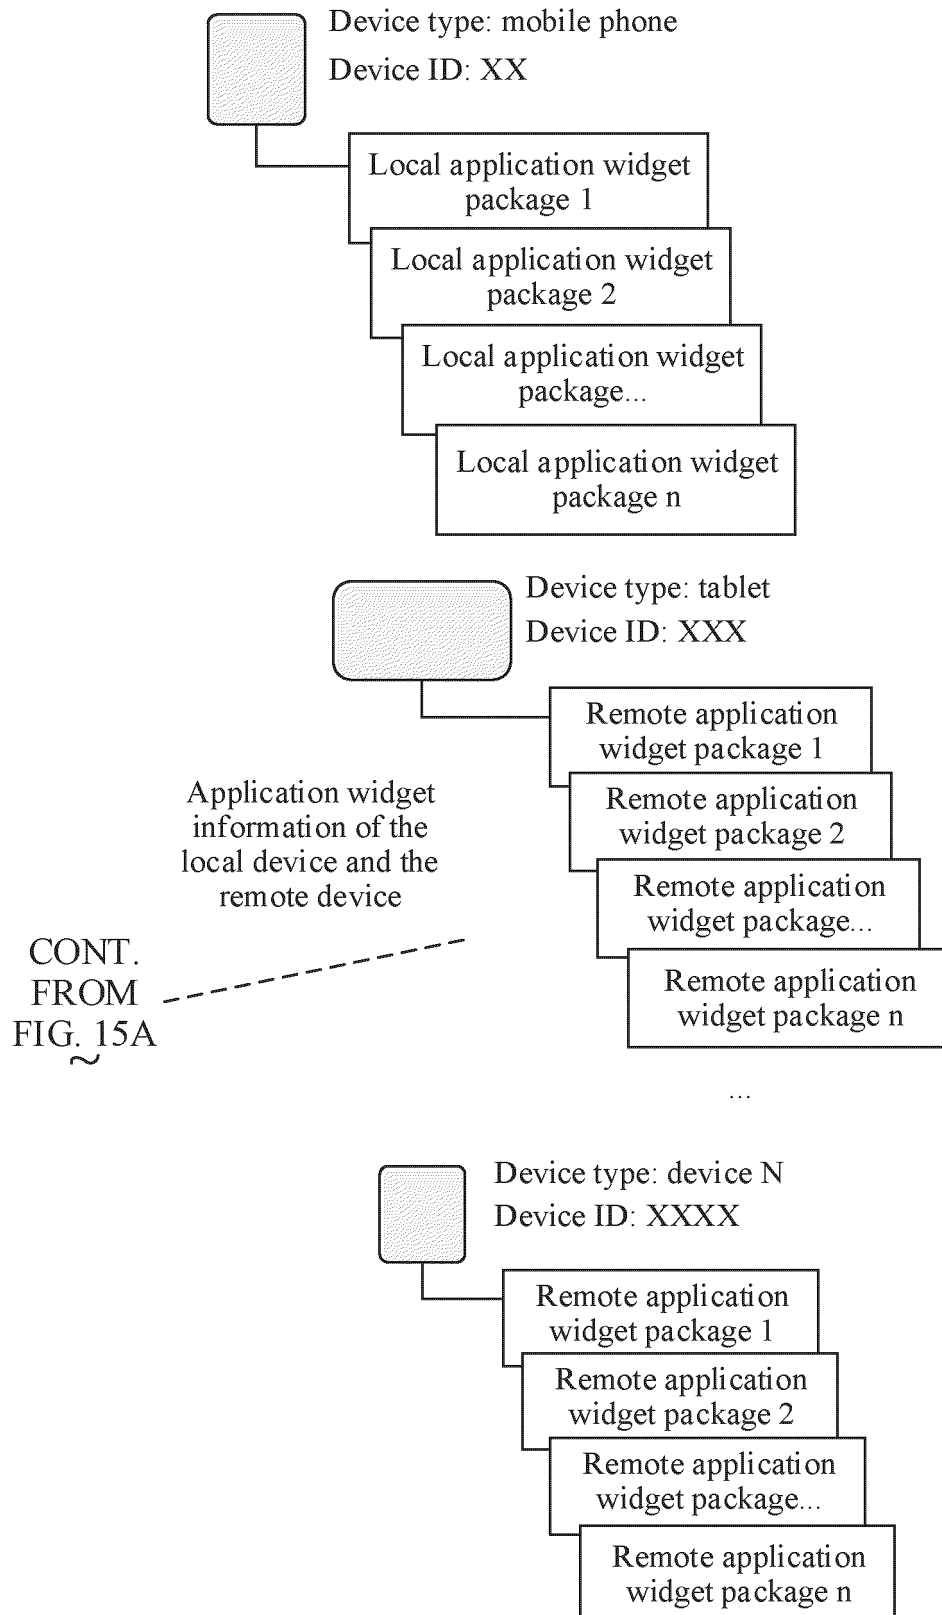 Device type: mobile phone
Device ID: XX
Local application widget
package 1
Local application widget
package 2
Local application widget
package...
Local application widget
package n
Device type: tablet
Device ID: XXX
Remote application
widget package 1
Remote application
widget package 2
Remote application
widget package...
Remote application
widget package n
Application widget
information of the
local device and the
remote device
CONT.
FROM
FIG. 15A
...
Device type: device N
Device ID: XXXX
Remote application
widget package 1
Remote application
widget package 2
Remote application
widget package...
Remote application
widget package n